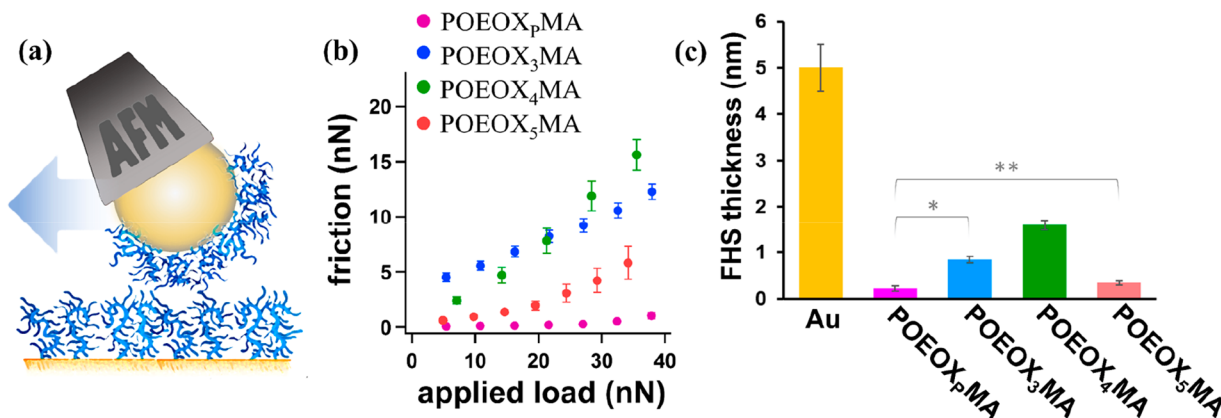 (a)
AFM
(b)
POEOXₚMA
POEOX₃MA
POEOX₄MA
POEOX₅MA
friction (nN)
20
15
10
5
0
0
10
20
30
40
applied load (nN)
(c)
FHS thickness (nm)
6
5
4
3
2
1
0
*
**
Au
POEOXₚMA
POEOX₃MA
POEOX₄MA
POEOX₅MA